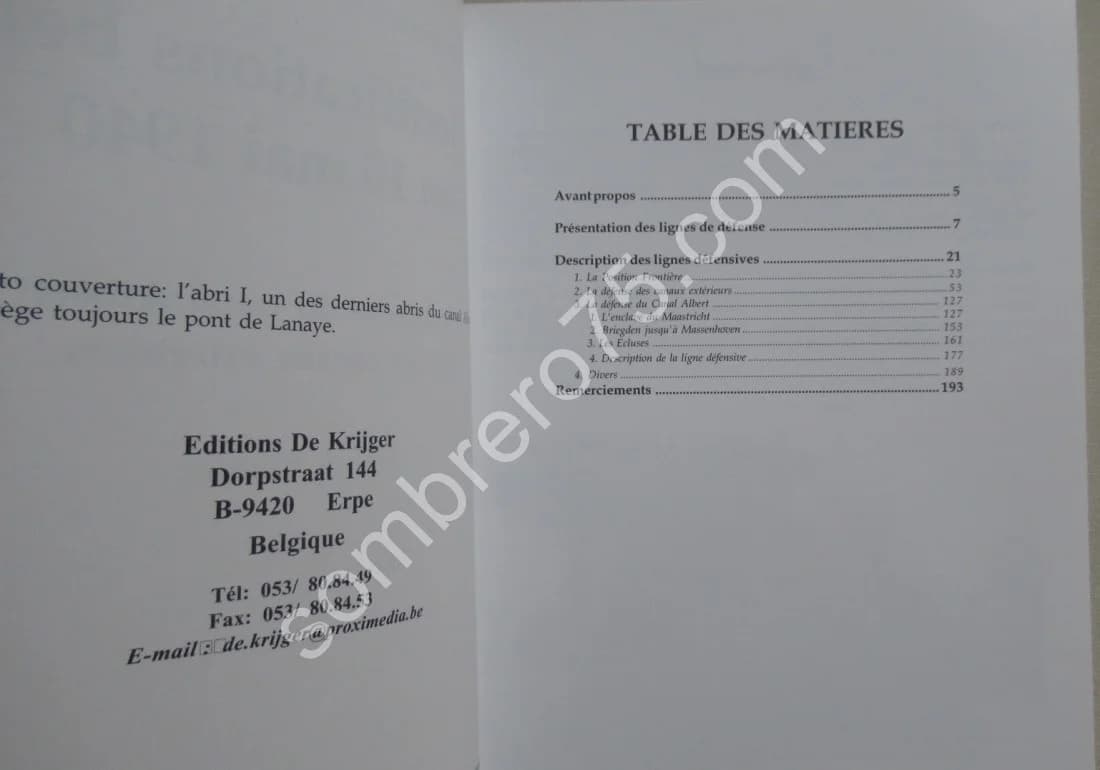 to couverture: l'abri I, un des derniers abris du canal
ège toujours le pont de Lanaye.
Editions De Krijger
Dorpstraat 144
B-9420 Erpe
Belgique
Tél: 053/ 80.84.49
Fax: 053/ 80.84.53
E-mail : de.krijger@proximedia.be
TABLE DES MATIERES
Avant propos 5
Présentation des lignes de défense 7
Description des lignes défensives 21
1. La Position Frontière 23
2. La défense des canaux extérieurs 53
3. La défense du Canal Albert 127
1. L'enclave du Maastricht 127
2. Briegden jusqu'à Massenhoven 153
3. Les Ecluses 161
4. Description de la ligne défensive 177
4. Divers 189
Remerciements 193
sombrero75.com